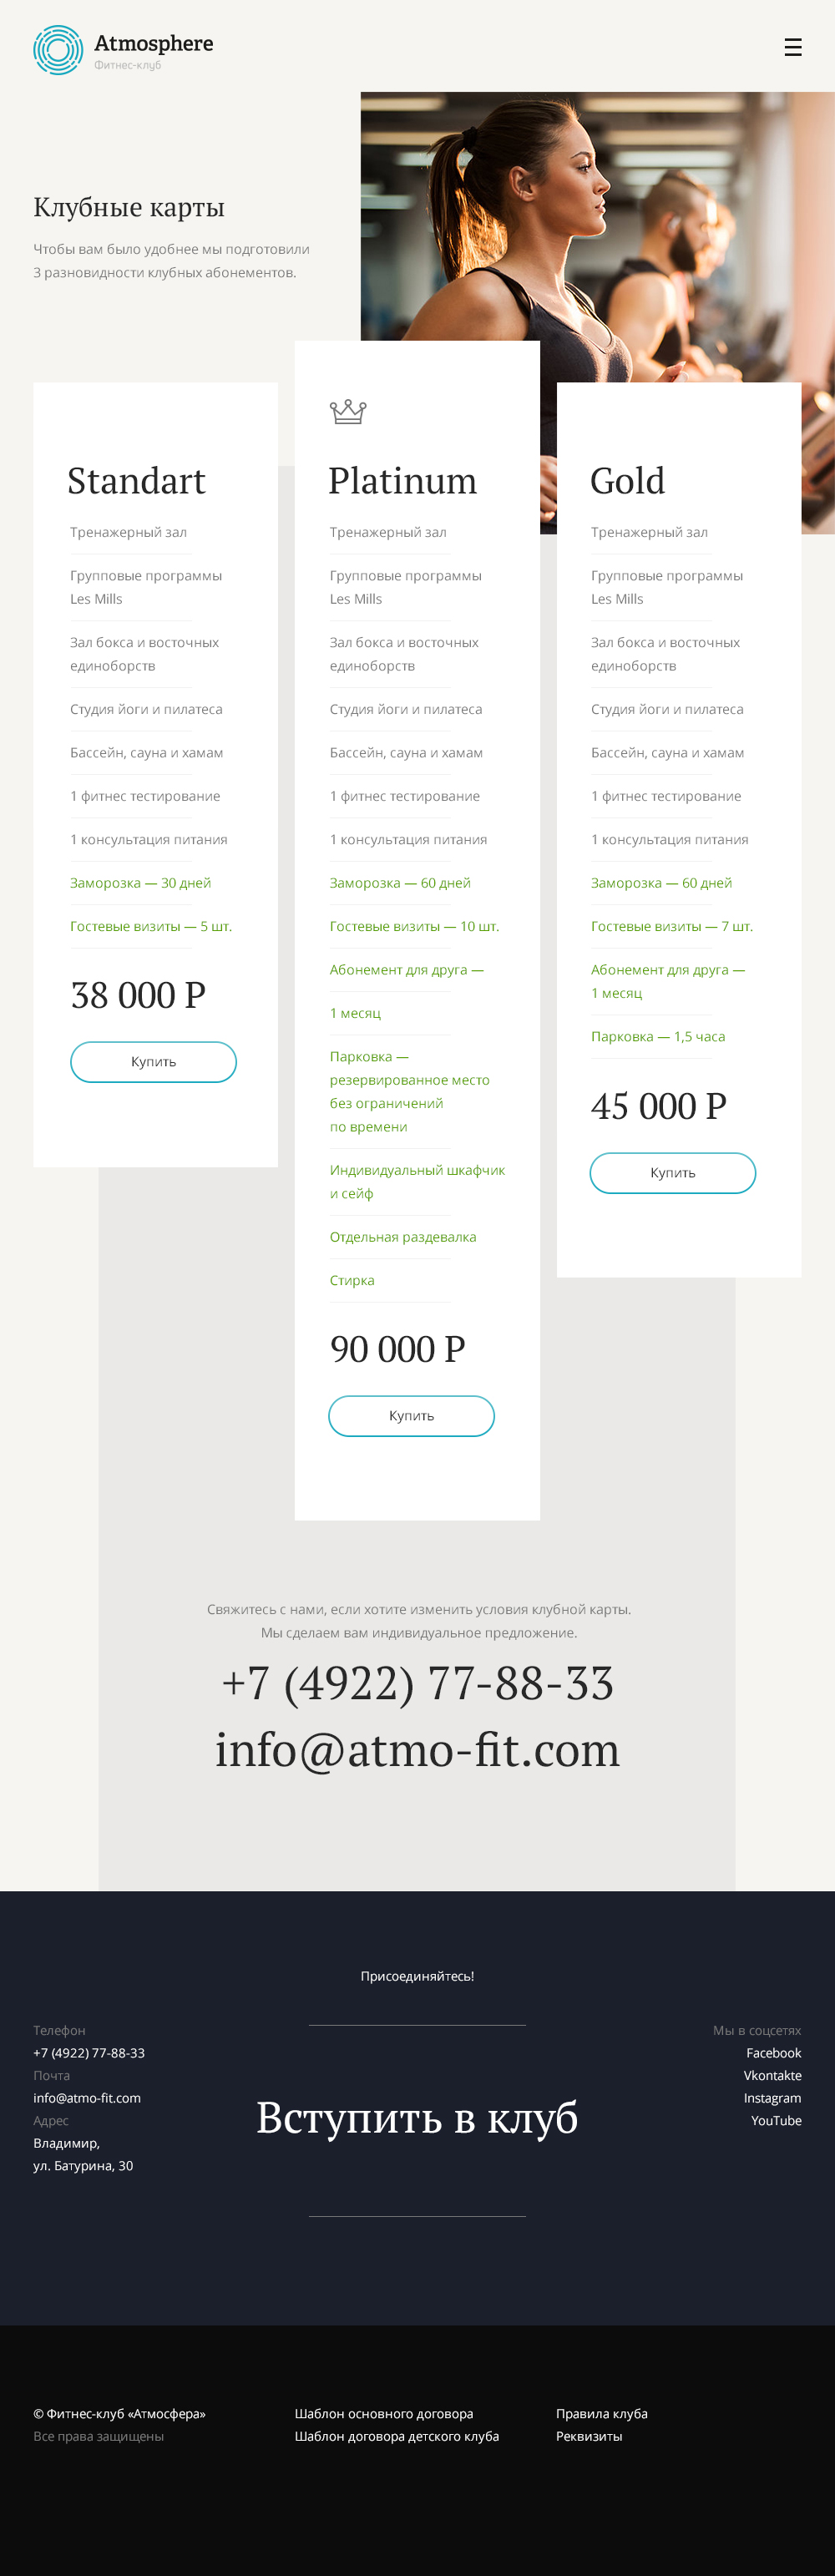 Atmosphere
Фитнес-клуб
Клубные карты
Чтобы вам было удобнее мы подготовили
3 разновидности клубных абонементов.
Standart
Тренажерный зал
Групповые программы
Les Mills
Зал бокса и восточных
единоборств
Студия йоги и пилатеса
Бассейн, сауна и хамам
1 фитнес тестирование
1 консультация питания
Заморозка — 30 дней
Гостевые визиты — 5 шт.
38 000 Р
Купить
Platinum
Тренажерный зал
Групповые программы
Les Mills
Зал бокса и восточных
единоборств
Студия йоги и пилатеса
Бассейн, сауна и хамам
1 фитнес тестирование
1 консультация питания
Заморозка — 60 дней
Гостевые визиты — 10 шт.
Абонемент для друга —
1 месяц
Парковка —
резервированное место
без ограничений
по времени
Индивидуальный шкафчик
и сейф
Отдельная раздевалка
Стирка
90 000 Р
Купить
Gold
Тренажерный зал
Групповые программы
Les Mills
Зал бокса и восточных
единоборств
Студия йоги и пилатеса
Бассейн, сауна и хамам
1 фитнес тестирование
1 консультация питания
Заморозка — 60 дней
Гостевые визиты — 7 шт.
Абонемент для друга —
1 месяц
Парковка — 1,5 часа
45 000 Р
Купить
Свяжитесь с нами, если хотите изменить условия клубной карты.
Мы сделаем вам индивидуальное предложение.
+7 (4922) 77-88-33
info@atmo-fit.com
Присоединяйтесь!
Телефон
+7 (4922) 77-88-33
Почта
info@atmo-fit.com
Адрес
Владимир,
ул. Батурина, 30
Вступить в клуб
Мы в соцсетях
Facebook
Vkontakte
Instagram
YouTube
© Фитнес-клуб «Атмосфера»
Все права защищены
Шаблон основного договора
Шаблон договора детского клуба
Правила клуба
Реквизиты